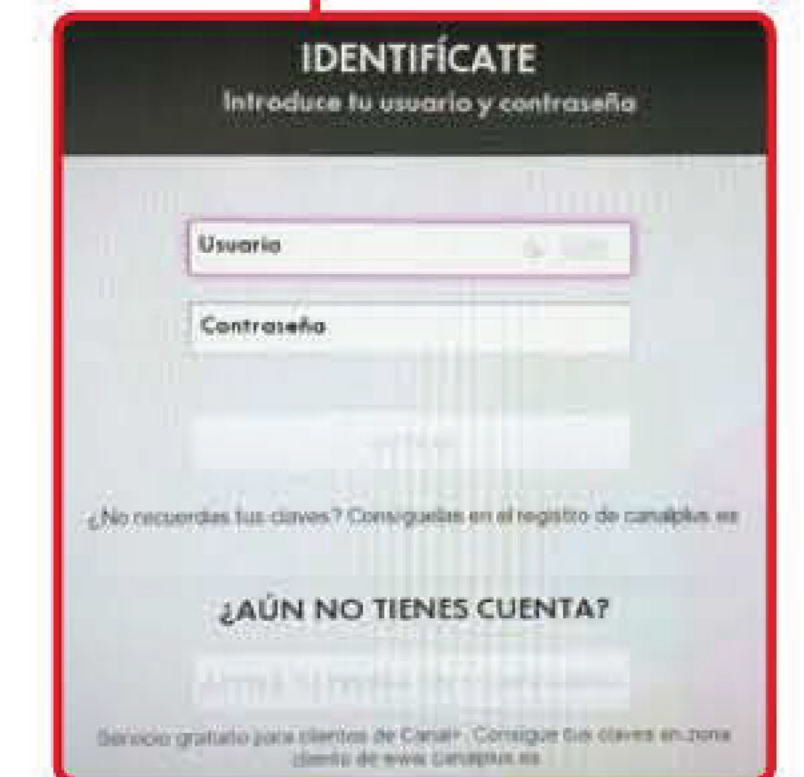 IDENTIFÍCATE
Introduce tu usuario y contraseña
Usuario
Contraseña
¿No recuerdas tus claves? Consíguelas en el registro de canalplus.es
¿AÚN NO TIENES CUENTA?
Servicio gratuito para clientes de Canal+. Consigue tus claves en zona
cliente de www.canalplus.es